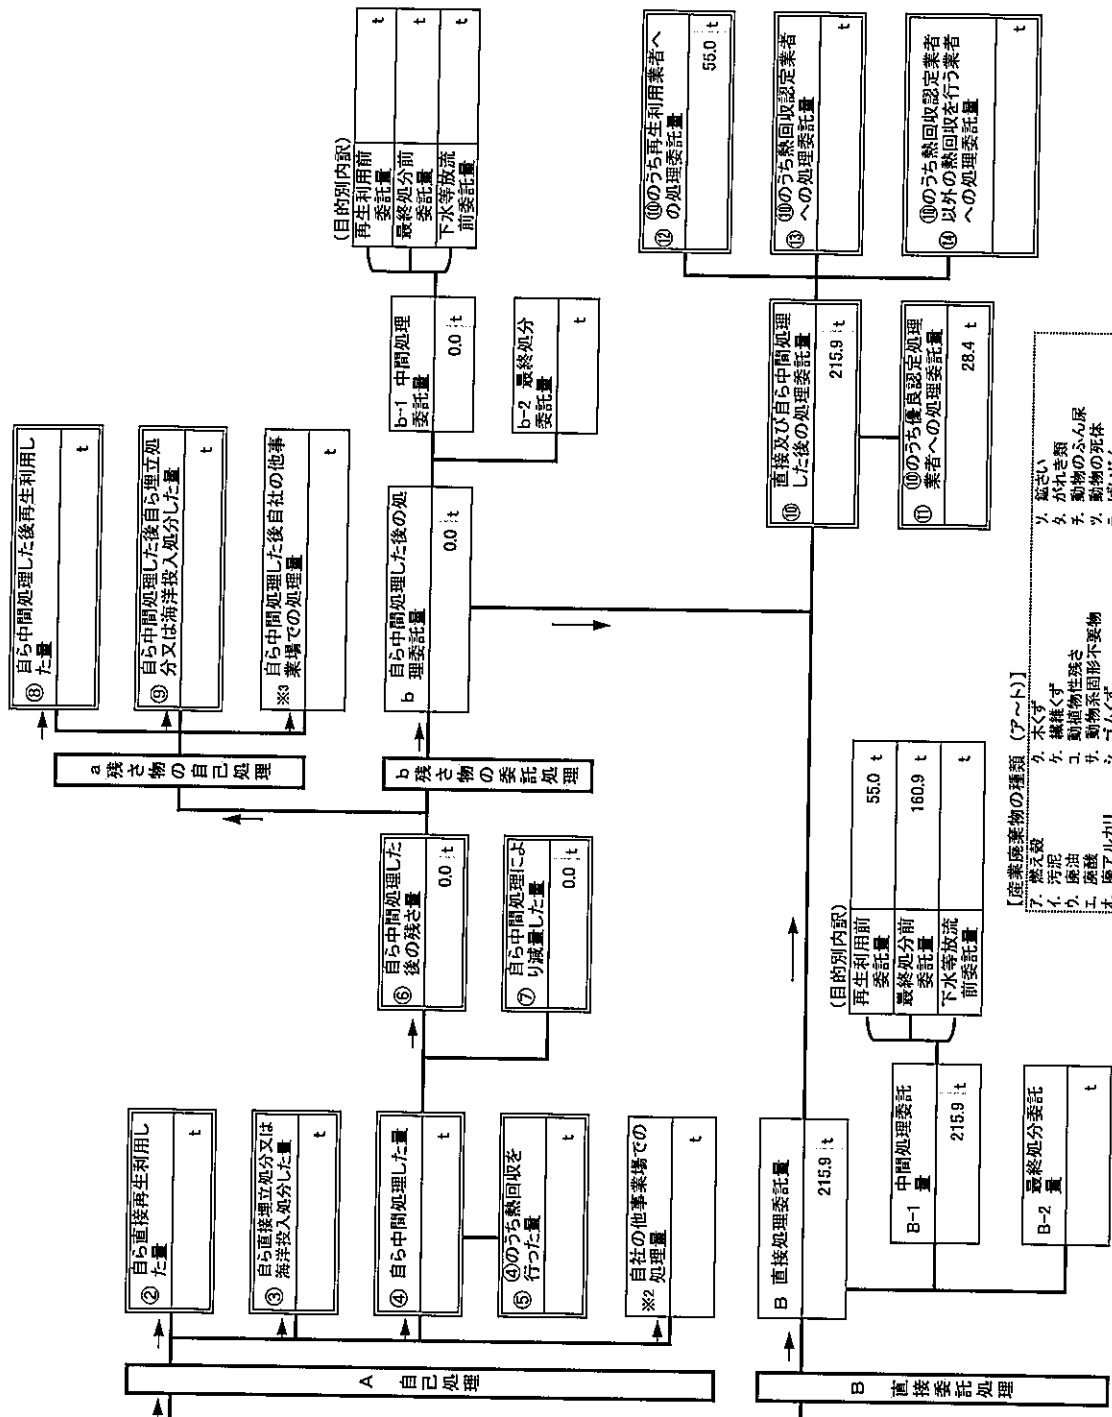 A 自己処理
② 自ら直接再生利用し
た量
t
③ 自ら直接埋立処分又は
海洋投入処分した量
t
④ 自ら中間処理した量
t
⑤ ④のうち熱回収を
行った量
t
※2 自社の他事業場での
処理量
t
⑥ 自ら中間処理した
後の残さ量
0.0 t
⑦ 自ら中間処理によ
り減量した量
0.0 t
a 残さ物の自己処理
⑧ 自ら中間処理した後再生利用し
た量
t
⑨ 自ら中間処理した後自ら埋立処
分又は海洋投入処分した量
t
※3 自ら中間処理した後自社の他事
業場での処理量
t
b 残さ物の委託処理
b 自ら中間処理した後の処
理委託量
0.0 t
b-1 中間処理
委託量
0.0 t
b-2 最終処分
委託量
t
(目的別内訳)
再生利用前
委託量
t
最終処分前
委託量
t
下水等放流
前委託量
t
B 直接委託処理
B 直接処理委託量
215.9 t
B-1 中間処理委託
量
215.9 t
B-2 最終処分委託
量
t
(目的別内訳)
再生利用前
委託量
55.0 t
最終処分前
委託量
160.9 t
下水等放流
前委託量
t
⑩ 直接及び自ら中間処理
した後の処理委託量
215.9 t
⑪ ⑩のうち優良認定処理
業者への処理委託量
28.4 t
⑫ ⑩のうち再生利用業者へ
の処理委託量
55.0 t
⑬ ⑩のうち熱回収認定業者
への処理委託量
t
⑭ ⑩のうち熱回収認定業者
以外の熱回収を行う業者
への処理委託量
t
【産業廃棄物の種類 (ア～ト)】
ア. 燃え殻
イ. 汚泥
ウ. 廃油
エ. 廃酸
オ. 廃アルカリ
ク. 木くず
ケ. 繊維くず
コ. 動植物性残さ
サ. 動物系固形不要物
シ. ゴムくず
ソ. 鉱さい
タ. がれき類
チ. 動物のふん尿
ツ. 動物の死体